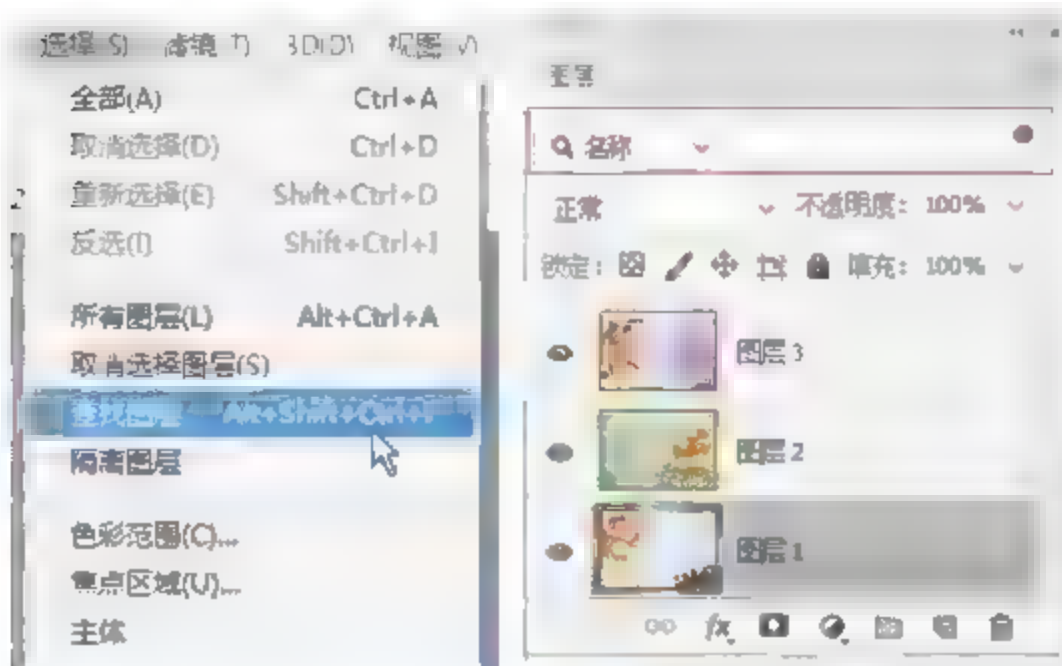 选择(S) 滤镜(T) 3D(D) 视图(V)
全部(A) Ctrl+A
取消选择(D) Ctrl+D
重新选择(E) Shift+Ctrl+D
反选(I) Shift+Ctrl+I
所有图层(L) Alt+Ctrl+A
取消选择图层(S)
查找图层 Alt+Shift+Ctrl+F
隔离图层
色彩范围(C)...
焦点区域(U)...
主体
图层
名称
正常 不透明度: 100%
锁定: 填充: 100%
图层 3
图层 2
图层 1
fx